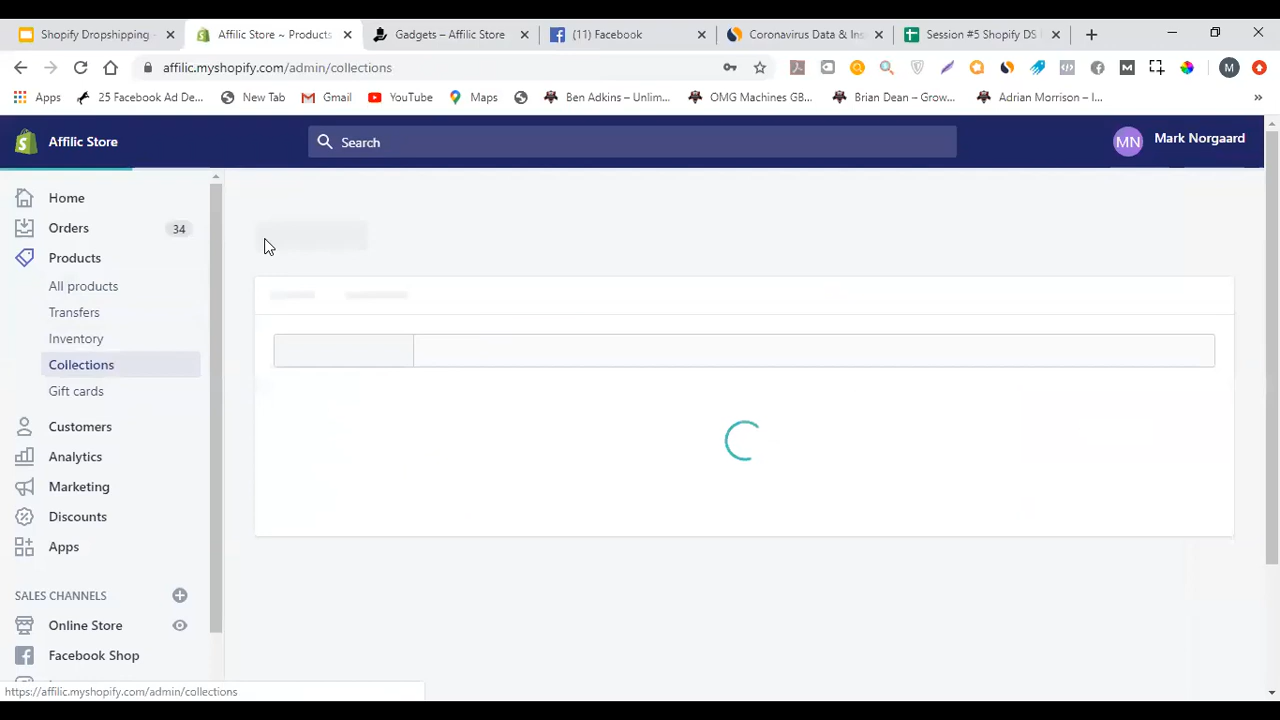 Shopify Dropshipping
Affilic Store ~ Products
Gadgets – Affilic Store
(11) Facebook
Coronavirus Data & Ins
Session #5 Shopify DS
affilic.myshopify.com/admin/collections
Apps
25 Facebook Ad De...
New Tab
Gmail
YouTube
Maps
Ben Adkins – Unlim...
OMG Machines GB...
Brian Dean – Grow...
Adrian Morrison – I...
Affilic Store
Search
MN
Mark Norgaard
Home
Orders
34
Products
All products
Transfers
Inventory
Collections
Gift cards
Customers
Analytics
Marketing
Discounts
Apps
SALES CHANNELS
Online Store
Facebook Shop
https://affilic.myshopify.com/admin/collections